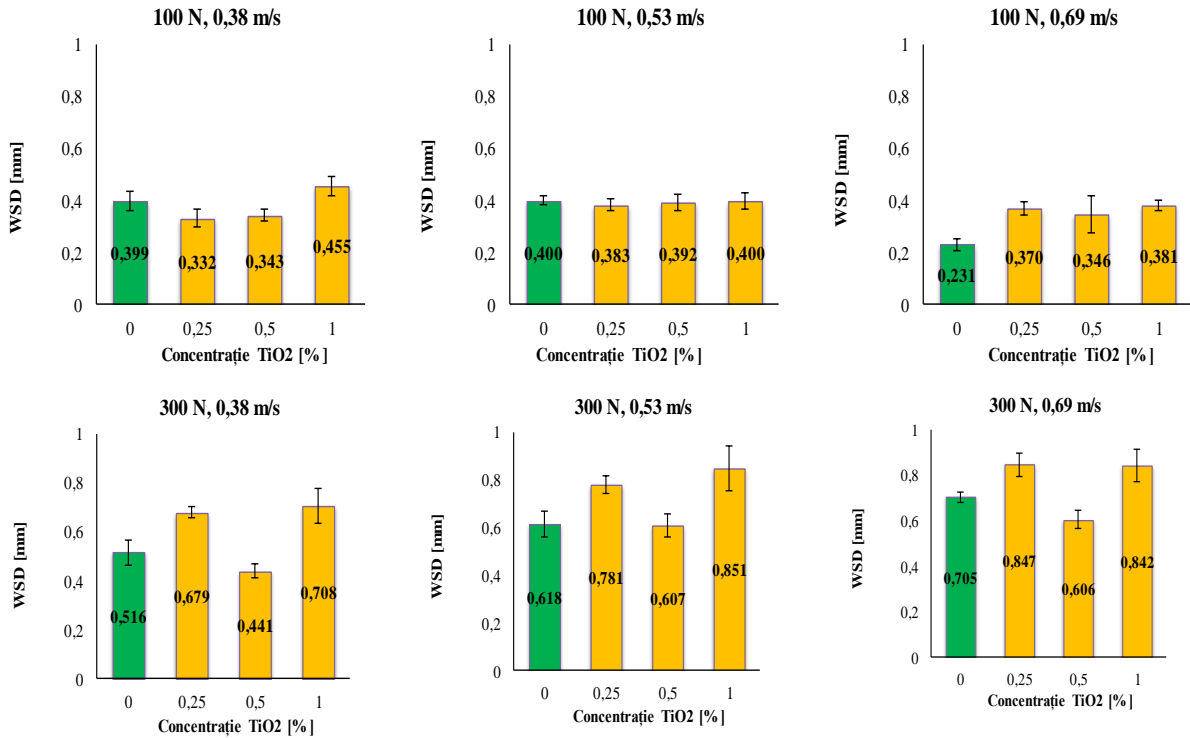 100 N, 0,38 m/s
WSD [mm]
1
0,8
0,6
0,4
0,2
0
0,399
0,332
0,343
0,455
0 0,25 0,5 1
Concentrație TiO2 [%]
100 N, 0,53 m/s
WSD [mm]
1
0,8
0,6
0,4
0,2
0
0,400
0,383
0,392
0,400
0 0,25 0,5 1
Concentrație TiO2 [%]
100 N, 0,69 m/s
WSD [mm]
1
0,8
0,6
0,4
0,2
0
0,231
0,370
0,346
0,381
0 0,25 0,5 1
Concentrație TiO2 [%]
300 N, 0,38 m/s
WSD [mm]
1
0,8
0,6
0,4
0,2
0
0,516
0,679
0,441
0,708
0 0,25 0,5 1
Concentrație TiO2 [%]
300 N, 0,53 m/s
WSD [mm]
1
0,8
0,6
0,4
0,2
0
0,618
0,781
0,607
0,851
0 0,25 0,5 1
Concentrație TiO2 [%]
300 N, 0,69 m/s
WSD [mm]
1
0,8
0,6
0,4
0,2
0
0,705
0,847
0,606
0,842
0 0,25 0,5 1
Concentrație TiO2 [%]